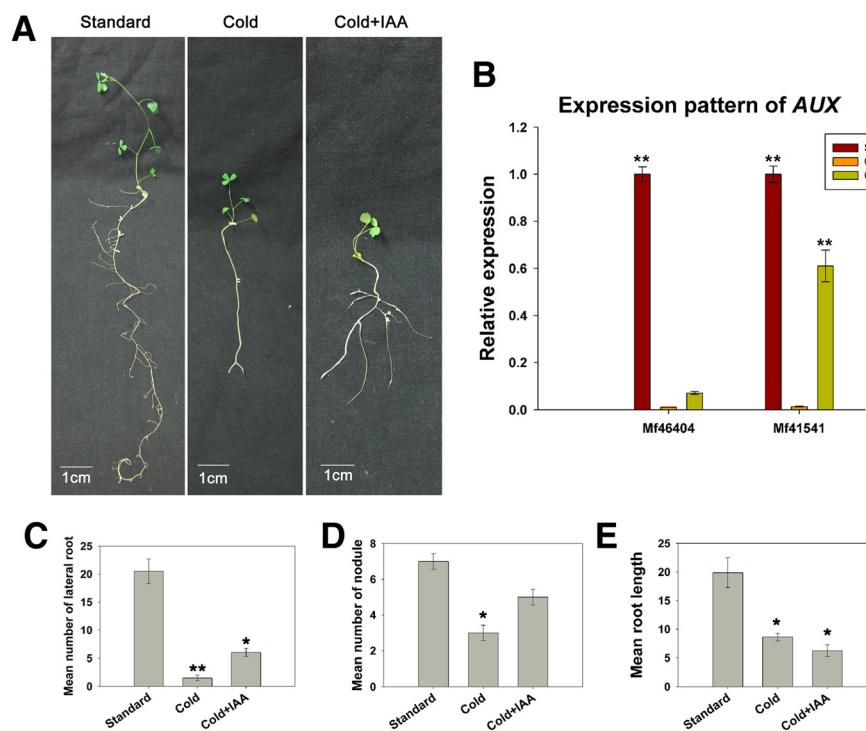 A
Standard
Cold
Cold+IAA
1cm
1cm
1cm
B
Expression pattern of AUX
Relative expression
1.2
1.0
0.8
0.6
0.4
0.2
0.0
**
**
**
Mf46404
Mf41541
C
Mean number of lateral root
25
20
15
10
5
0
**
*
Standard
Cold
Cold+IAA
D
Mean number of nodule
8
6
4
2
0
*
Standard
Cold
Cold+IAA
E
Mean root length
25
20
15
10
5
0
*
*
Standard
Cold
Cold+IAA